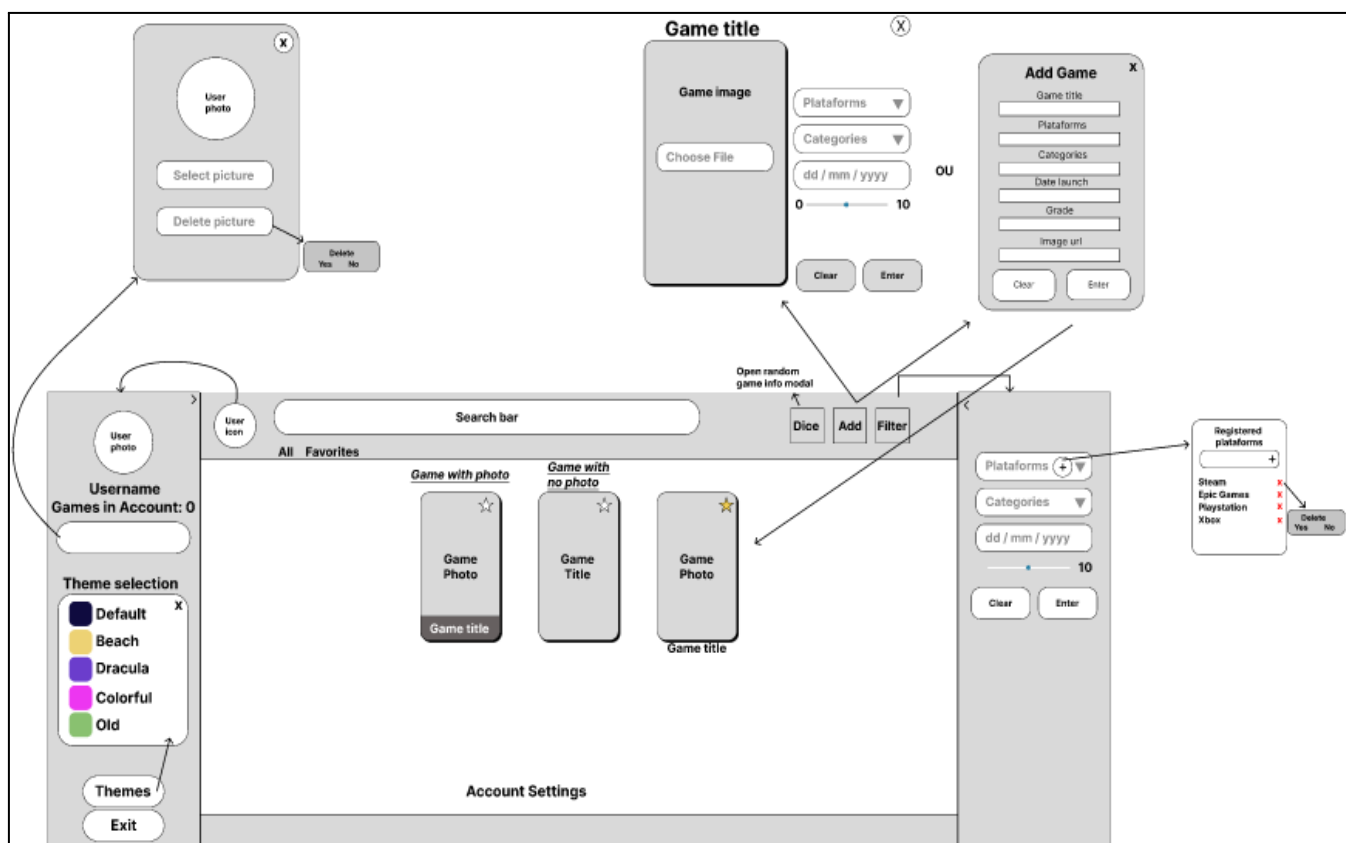 X
User
photo
Select picture
Delete picture
Delete
Yes No
Game title
X
Game image
Choose File
Plataforms
Categories
dd / mm / yyyy
0 10
Clear Enter
OU
Add Game X
Game title
Plataforms
Categories
Date launch
Grade
Image url
Clear Enter
Open random
game info modal
>
User
photo
Username
Games in Account: 0
Theme selection
X
Default
Beach
Dracula
Colorful
Old
Themes
Exit
User
icon
Search bar
Dice Add Filter
All Favorites
Game with photo
Game with
no photo
Game
Photo
Game title
Game
Title
Game
Photo
Game title
Account Settings
<
Plataforms +
Categories
dd / mm / yyyy
10
Clear Enter
Registered
plataforms
+
Steam x
Epic Games x
Playstation x
Xbox x
Delete
Yes No